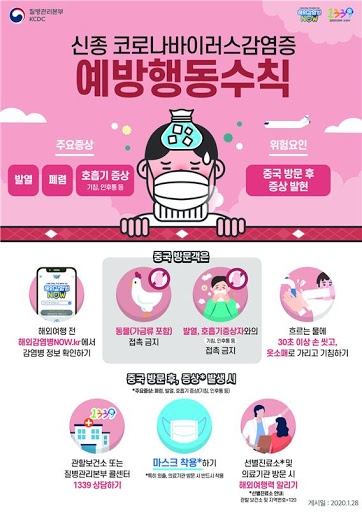 질병관리본부
KCDC
해외감염병
NOW
1339
신종 코로나바이러스감염증
예방행동수칙
주요증상
발열
폐렴
호흡기 증상
기침, 인후통 등
위험요인
중국 방문 후
증상 발현
중국 방문객은
해외감염병
NOW
해외여행 전
해외감염병NOW.kr에서
감염병 정보 확인하기
동물(가금류 포함)
접촉 금지
발열, 호흡기증상자와의
기침, 인후통 등
접촉 금지
흐르는 물에
30초 이상 손 씻고,
옷소매로 가리고 기침하기
중국 방문 후, 증상* 발생 시
*주요증상: 폐렴, 발열, 호흡기 증상(기침, 인후통 등)
1339
관할보건소 또는
질병관리본부 콜센터
1339 상담하기
마스크 착용*하기
*특히 외출, 의료기관 방문 시 반드시 착용
선별진료소* 및
의료기관 방문 시
해외여행력 알리기
*선별진료소 안내:
관할 보건소 및 지역번호+120
게시일 : 2020.1.28